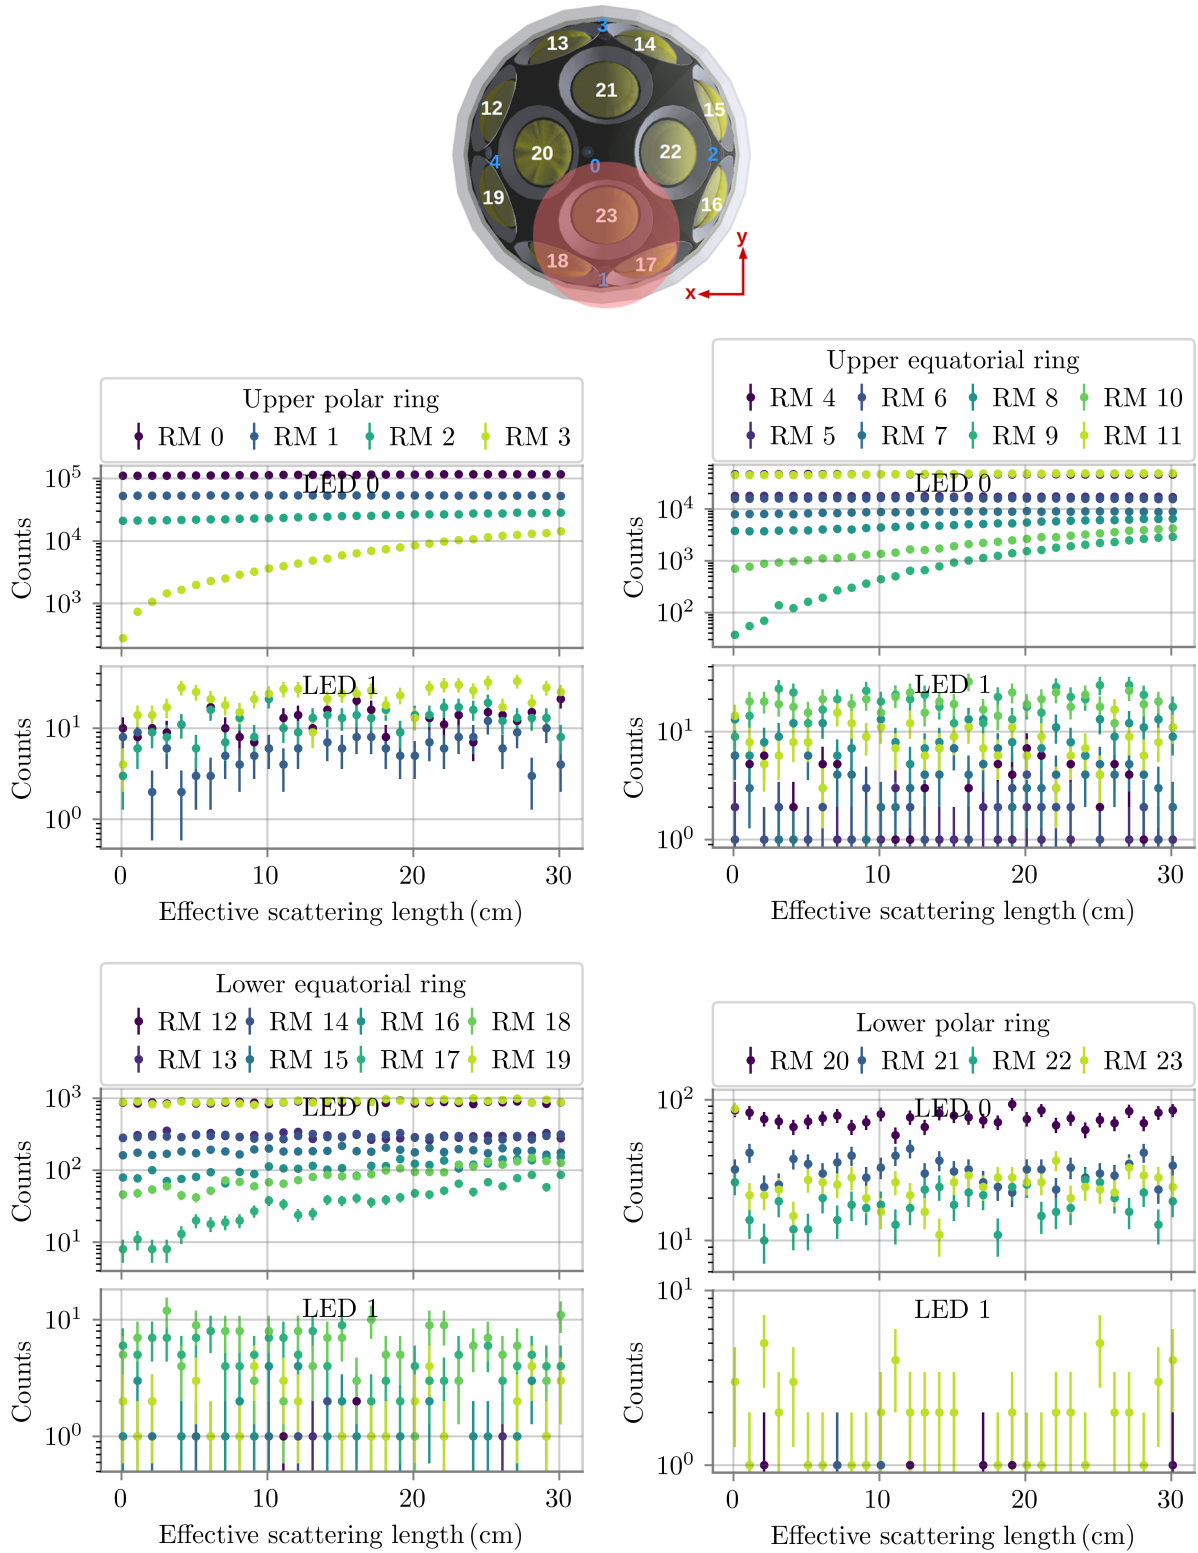 3
13 14
21
12 15
20 22
4 0 2
19 16
23
18 17
1
y
x
Upper polar ring
RM 0 RM 1 RM 2 RM 3
10^5
10^4
10^3
Counts
LED 0
10^1
10^0
Counts
LED 1
0 10 20 30
Effective scattering length (cm)
Upper equatorial ring
RM 4 RM 6 RM 8 RM 10
RM 5 RM 7 RM 9 RM 11
10^4
10^3
10^2
Counts
LED 0
10^1
10^0
Counts
LED 1
0 10 20 30
Effective scattering length (cm)
Lower equatorial ring
RM 12 RM 14 RM 16 RM 18
RM 13 RM 15 RM 17 RM 19
10^3
10^2
10^1
Counts
LED 0
10^1
10^0
Counts
LED 1
0 10 20 30
Effective scattering length (cm)
Lower polar ring
RM 20 RM 21 RM 22 RM 23
10^2
10^1
Counts
LED 0
10^1
10^0
Counts
LED 1
0 10 20 30
Effective scattering length (cm)